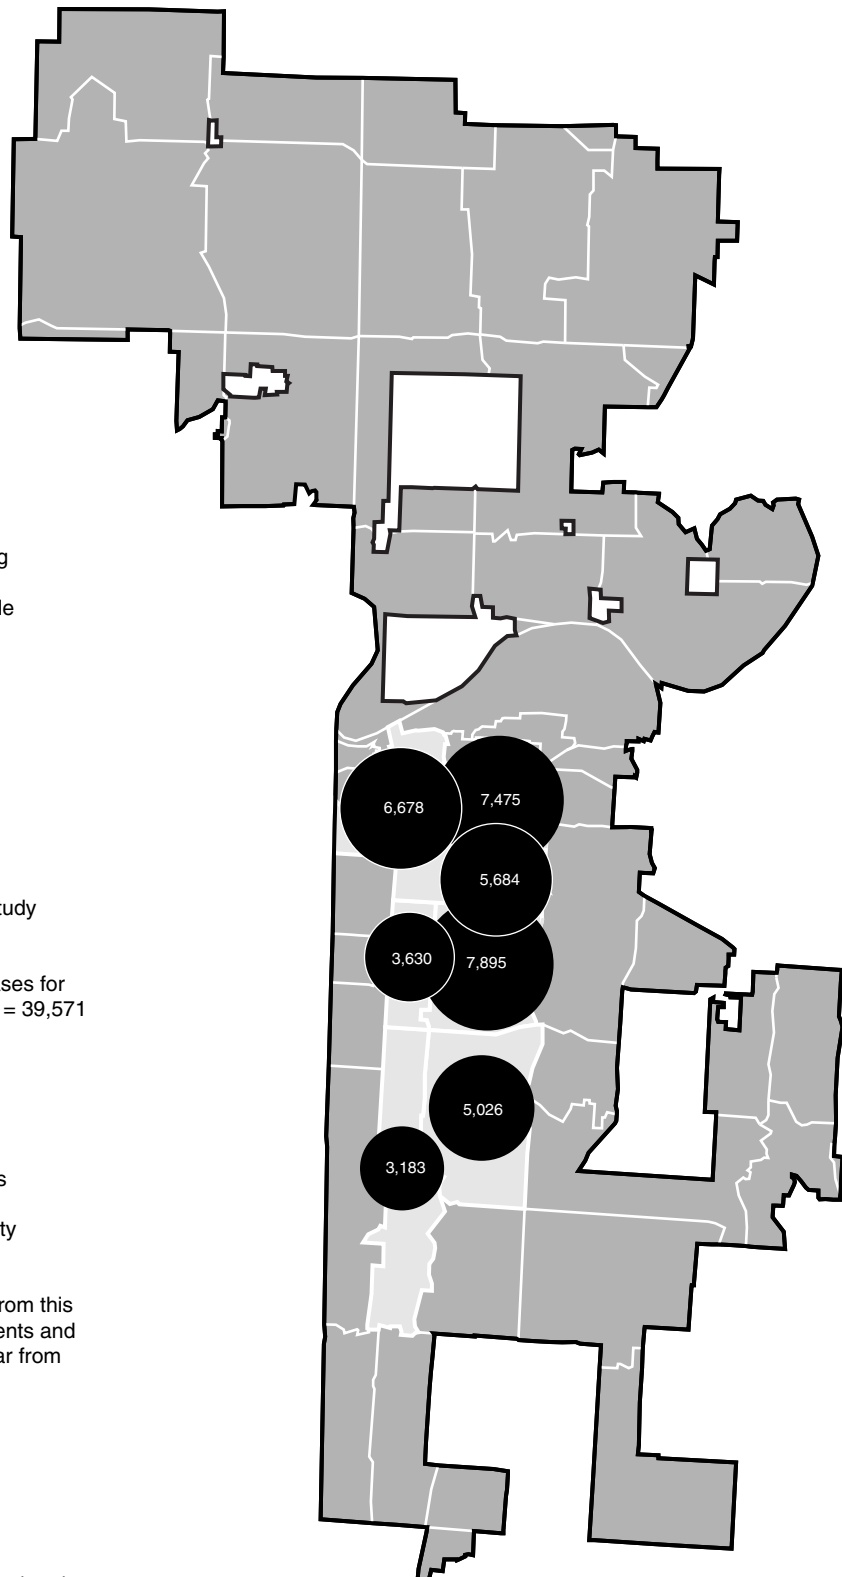 g
le
6,678
7,475
5,684
tudy
3,630
7,895
ses for
= 39,571
5,026
3,183
s
ty
rom this
ents and
ar from